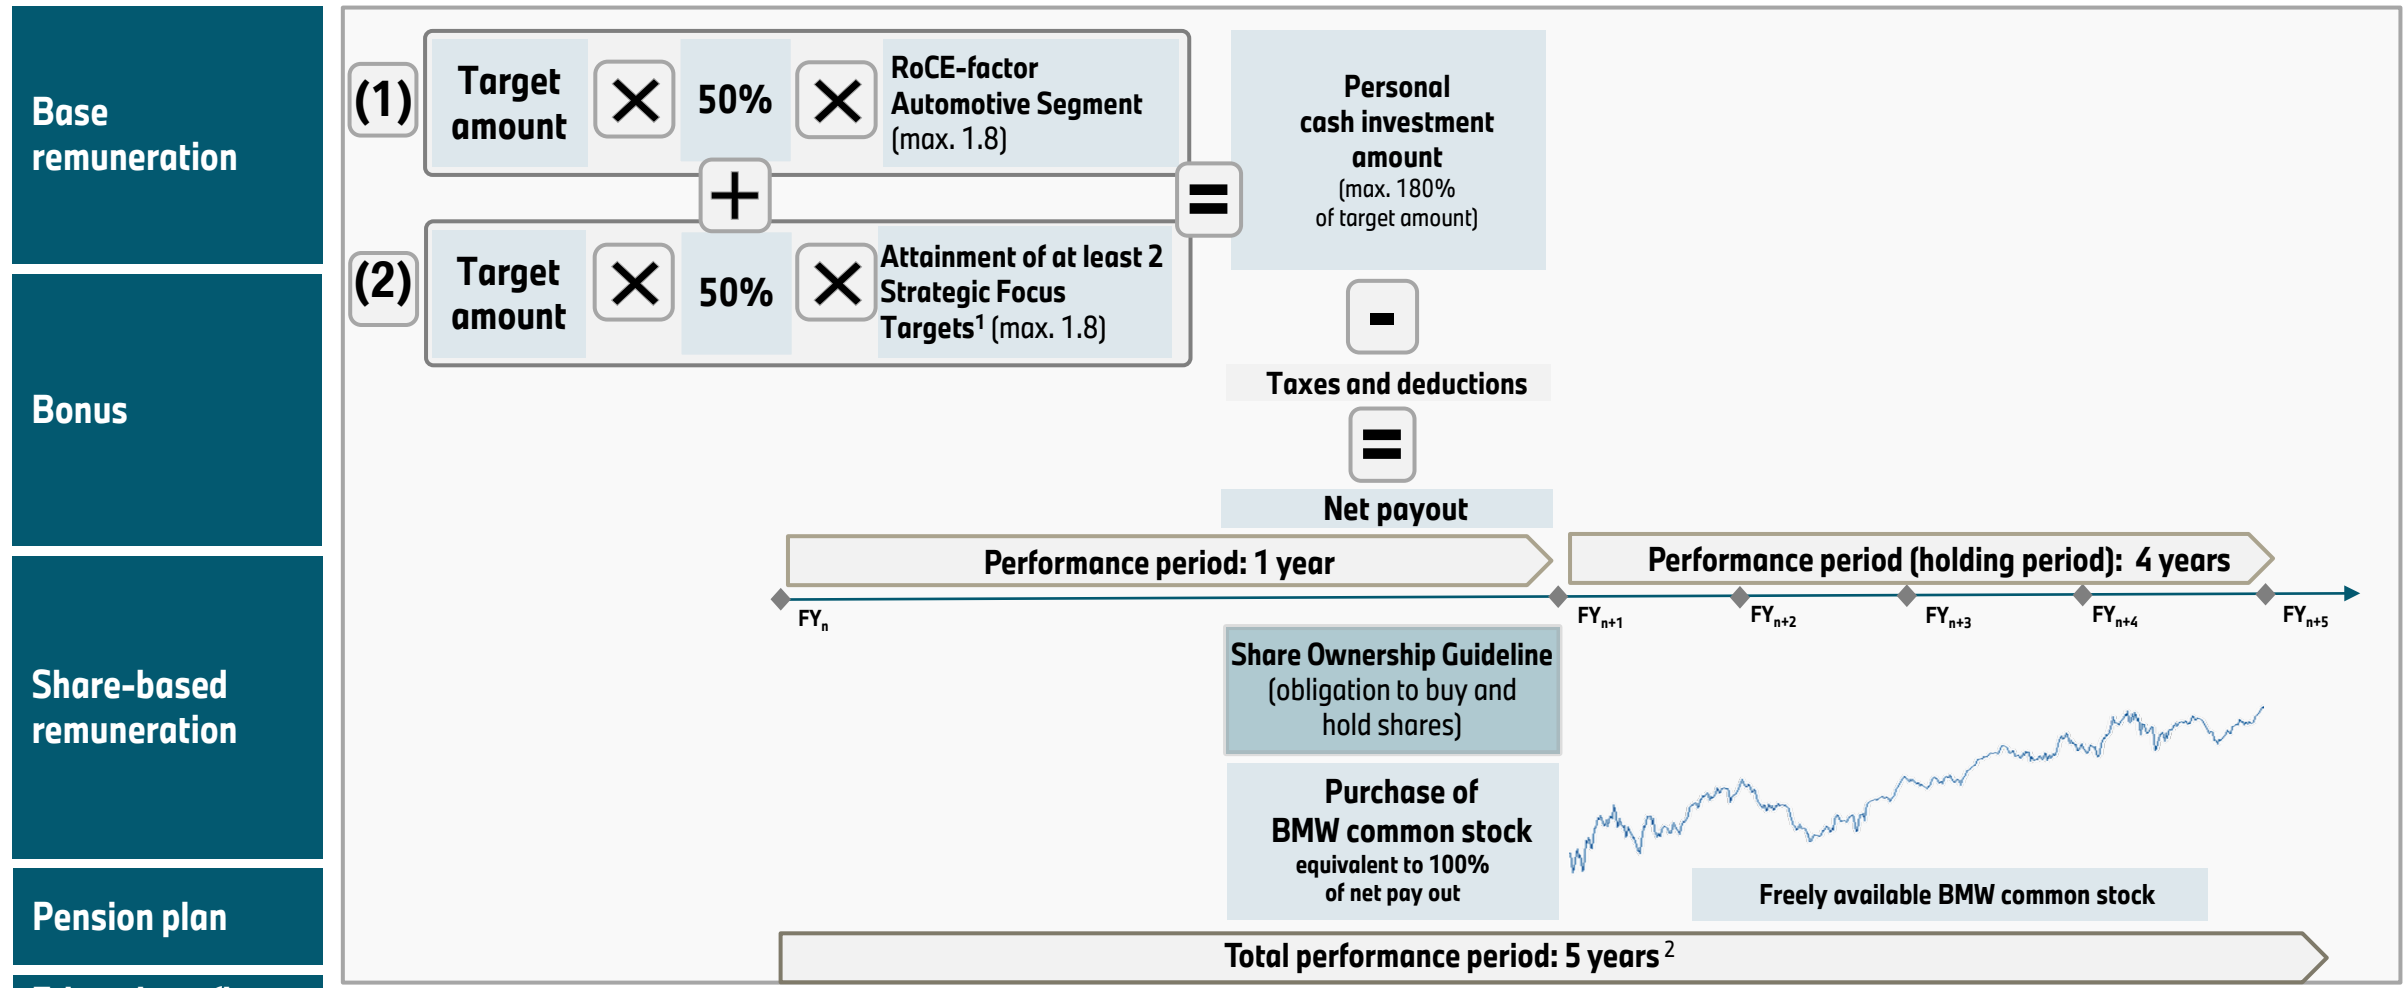 Base
remuneration
Bonus
Share-based
remuneration
Pension plan
(1)
Target
amount
×
50%
×
RoCE-factor
Automotive Segment
(max. 1.8)
+
(2)
Target
amount
×
50%
×
Attainment of at least 2
Strategic Focus
Targets¹ (max. 1.8)
=
Personal
cash investment
amount
(max. 180%
of target amount)
-
Taxes and deductions
=
Net payout
Performance period: 1 year
Performance period (holding period): 4 years
FYn
FYn+1
FYn+2
FYn+3
FYn+4
FYn+5
Share Ownership Guideline
(obligation to buy and
hold shares)
Purchase of
BMW common stock
equivalent to 100%
of net pay out
Freely available BMW common stock
Total performance period: 5 years ²